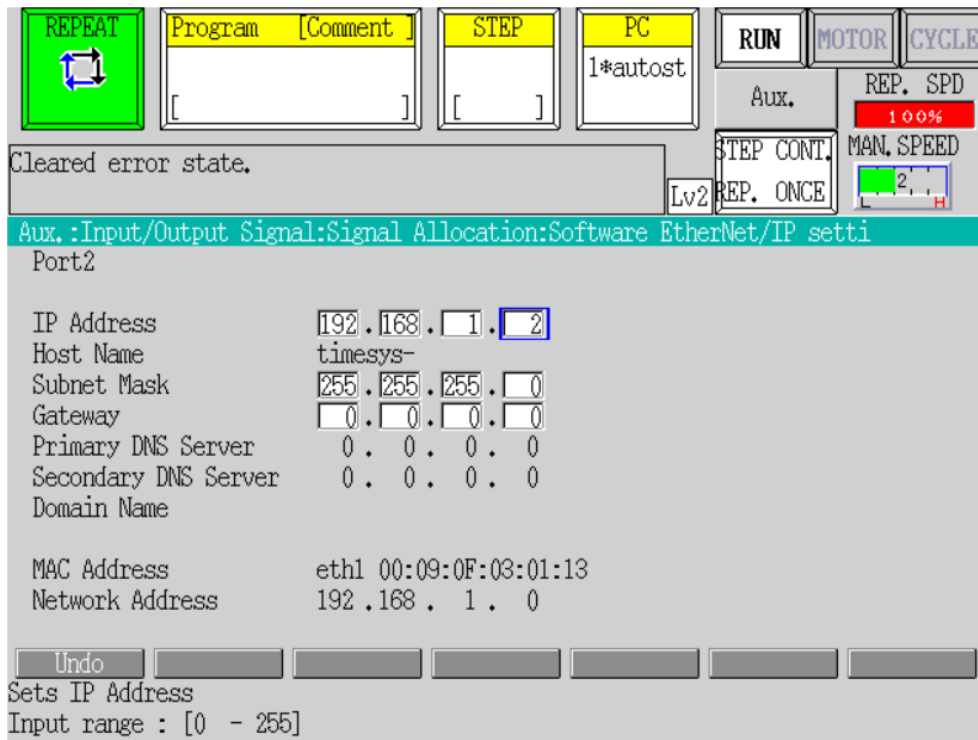 REPEAT
Program [Comment ]
[ ]
STEP
[ ]
PC
1*autost
RUN
MOTOR
CYCLE
Aux.
REP. SPD
100%
Cleared error state.
Lv2
STEP CONT.
REP. ONCE
MAN.SPEED
2
L H
Aux.:Input/Output Signal:Signal Allocation:Software EtherNet/IP setti
Port2
IP Address 192 . 168 . 1 . 2
Host Name timesys-
Subnet Mask 255 . 255 . 255 . 0
Gateway 0 . 0 . 0 . 0
Primary DNS Server 0 . 0 . 0 . 0
Secondary DNS Server 0 . 0 . 0 . 0
Domain Name
MAC Address eth1 00:09:0F:03:01:13
Network Address 192 .168 . 1 . 0
Undo
Sets IP Address
Input range : [0 - 255]